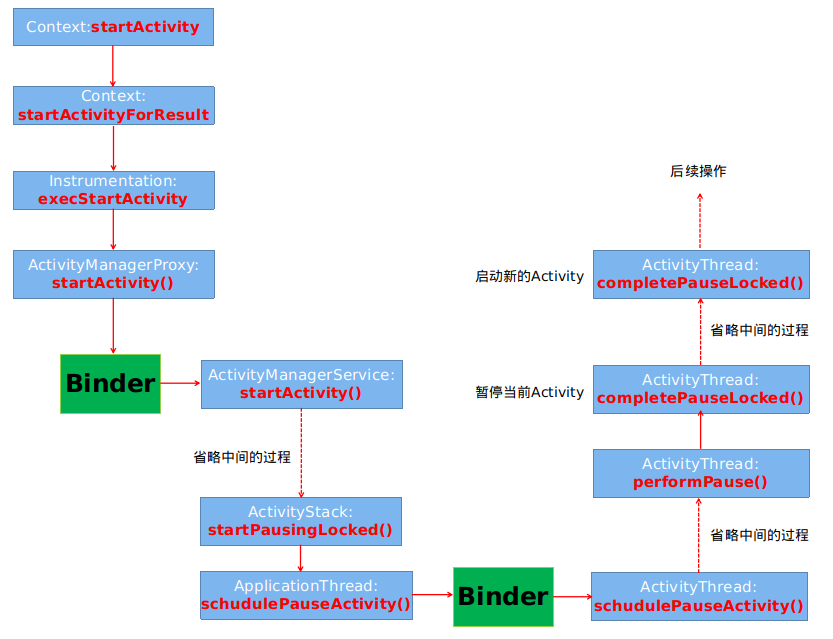 Context:startActivity
Context:
startActivityForResult
Instrumentation:
execStartActivity
ActivityManagerProxy:
startActivity()
Binder
ActivityManagerService:
startActivity()
省略中间的过程
ActivityStack:
startPausingLocked()
ApplicationThread:
schudulePauseActivity()
Binder
ActivityThread:
schudulePauseActivity()
省略中间的过程
ActivityThread:
performPause()
暂停当前Activity
ActivityThread:
completePauseLocked()
省略中间的过程
启动新的Activity
ActivityThread:
completePauseLocked()
后续操作